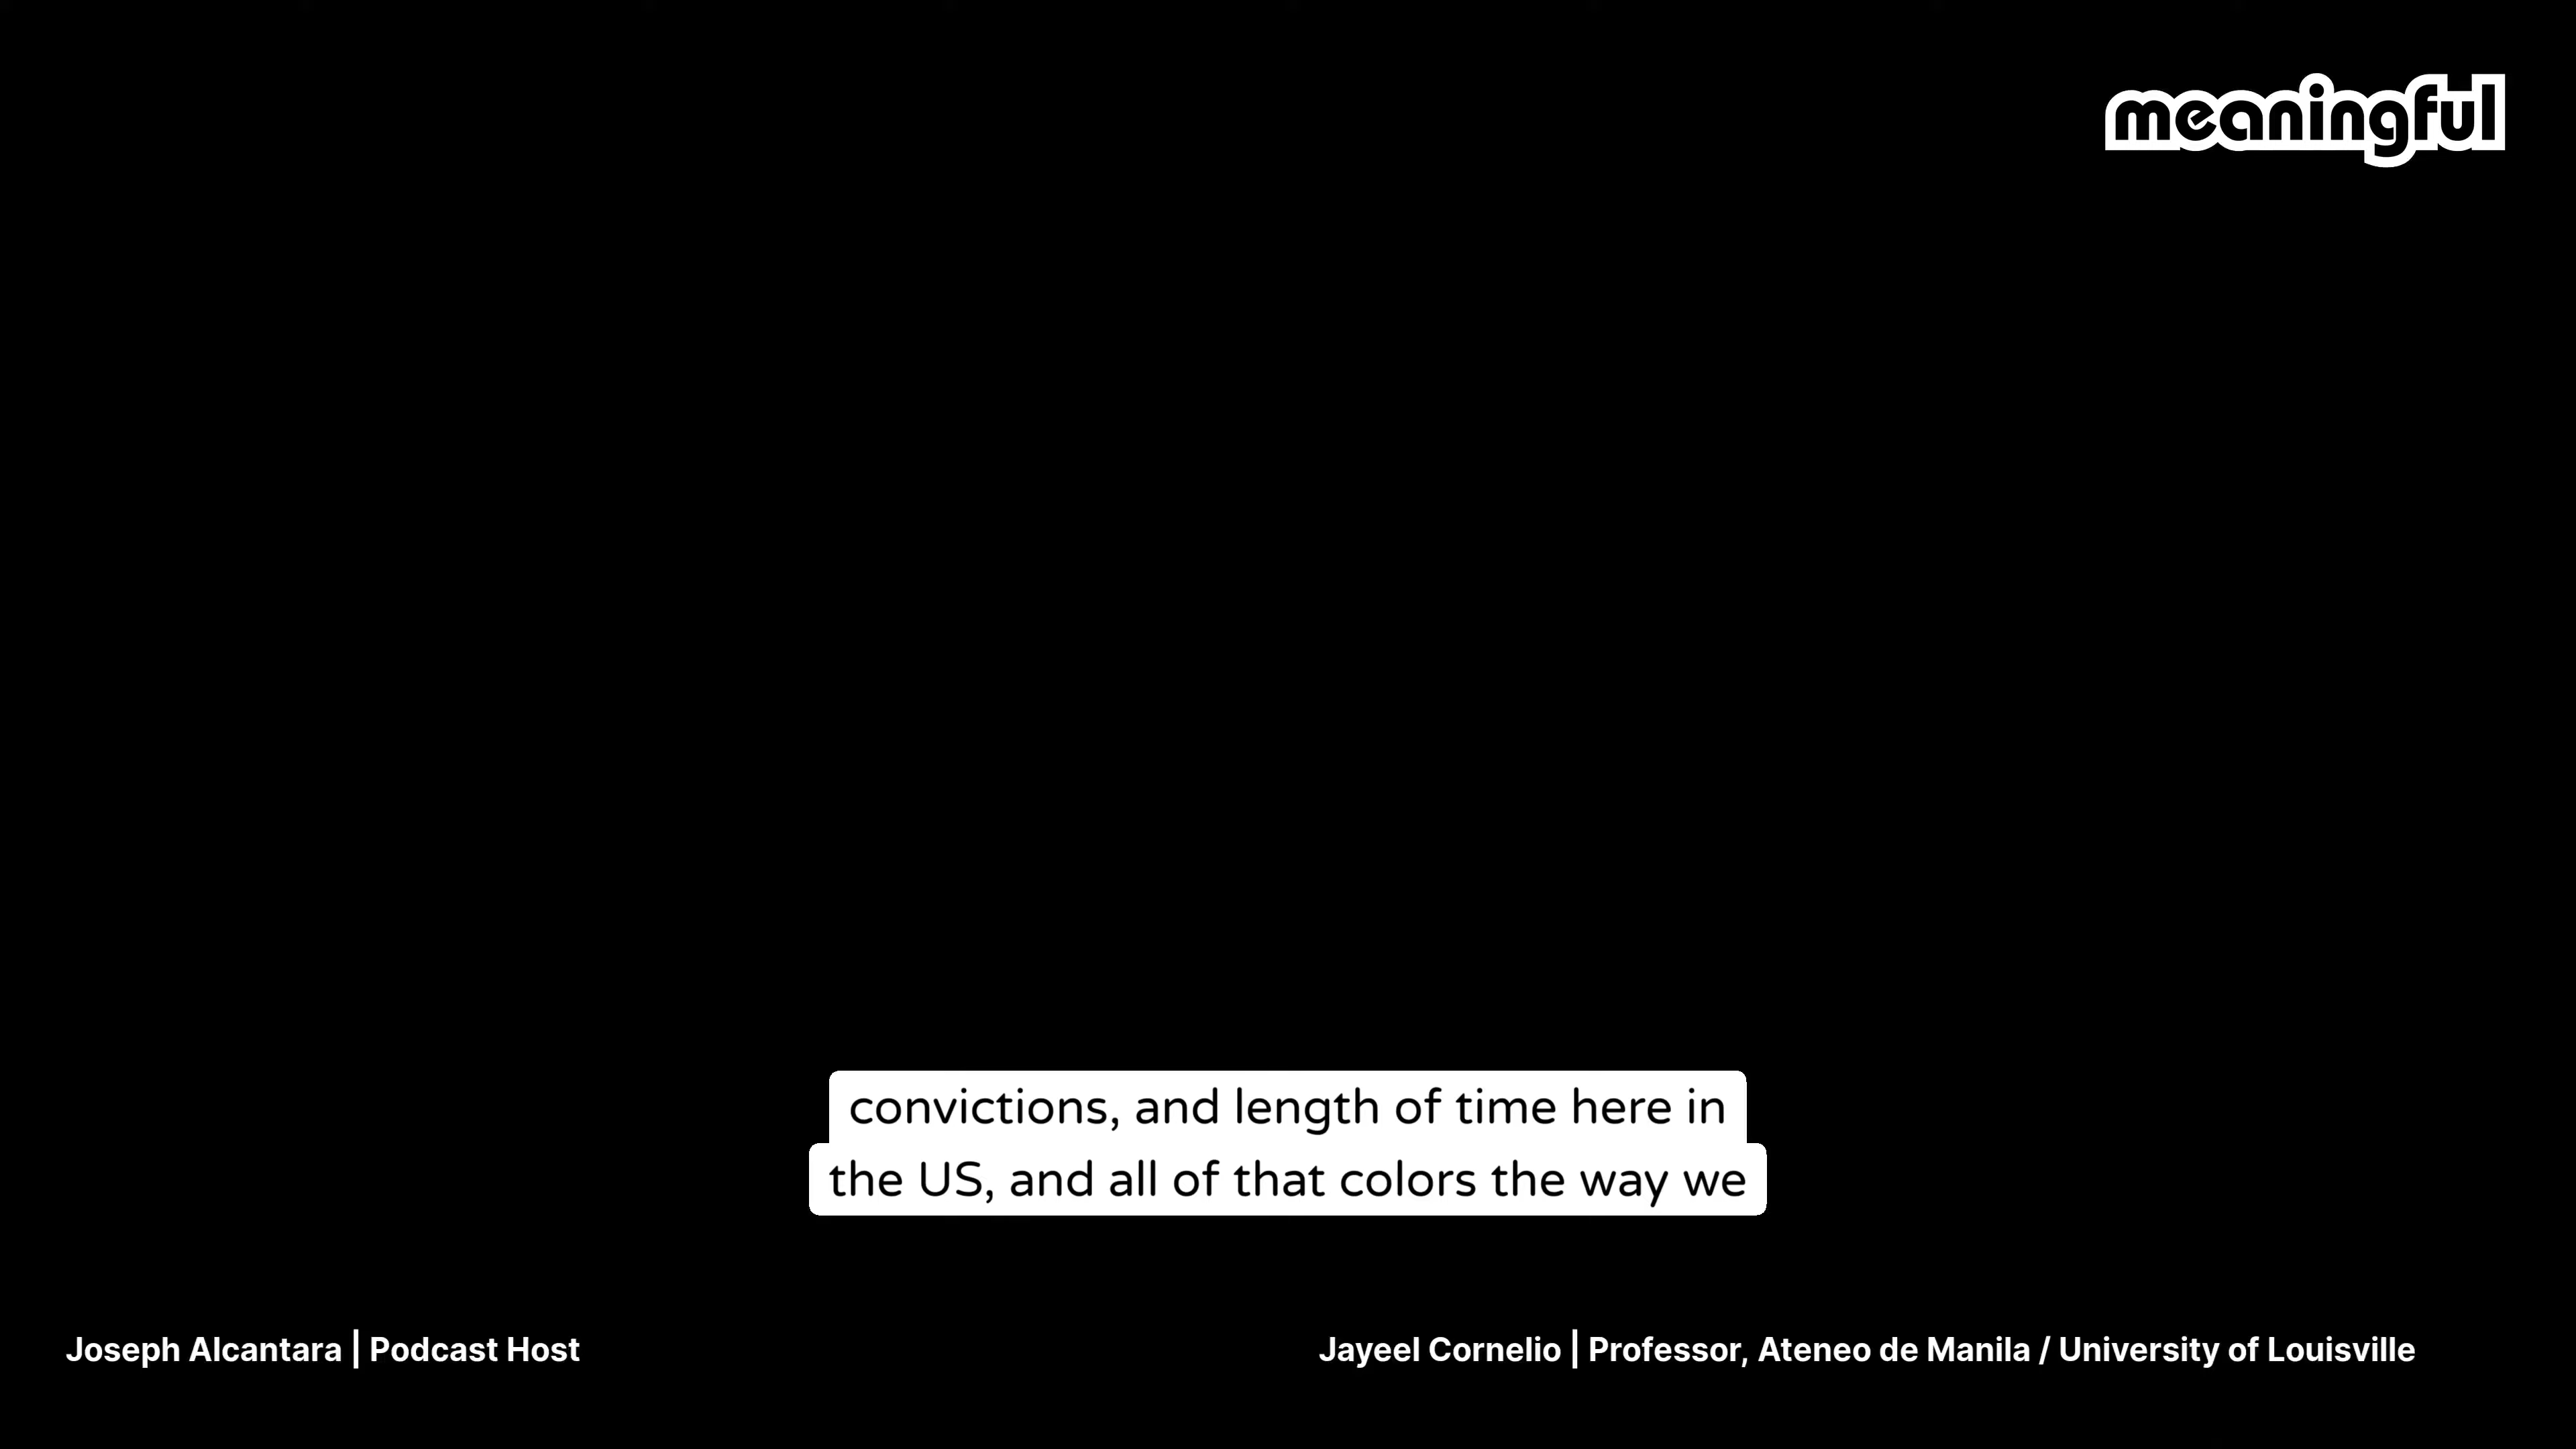 meaningful
convictions, and length of time here in
the US, and all of that colors the way we
Joseph Alcantara | Podcast Host
Jayeel Cornelio | Professor, Ateneo de Manila / University of Louisville